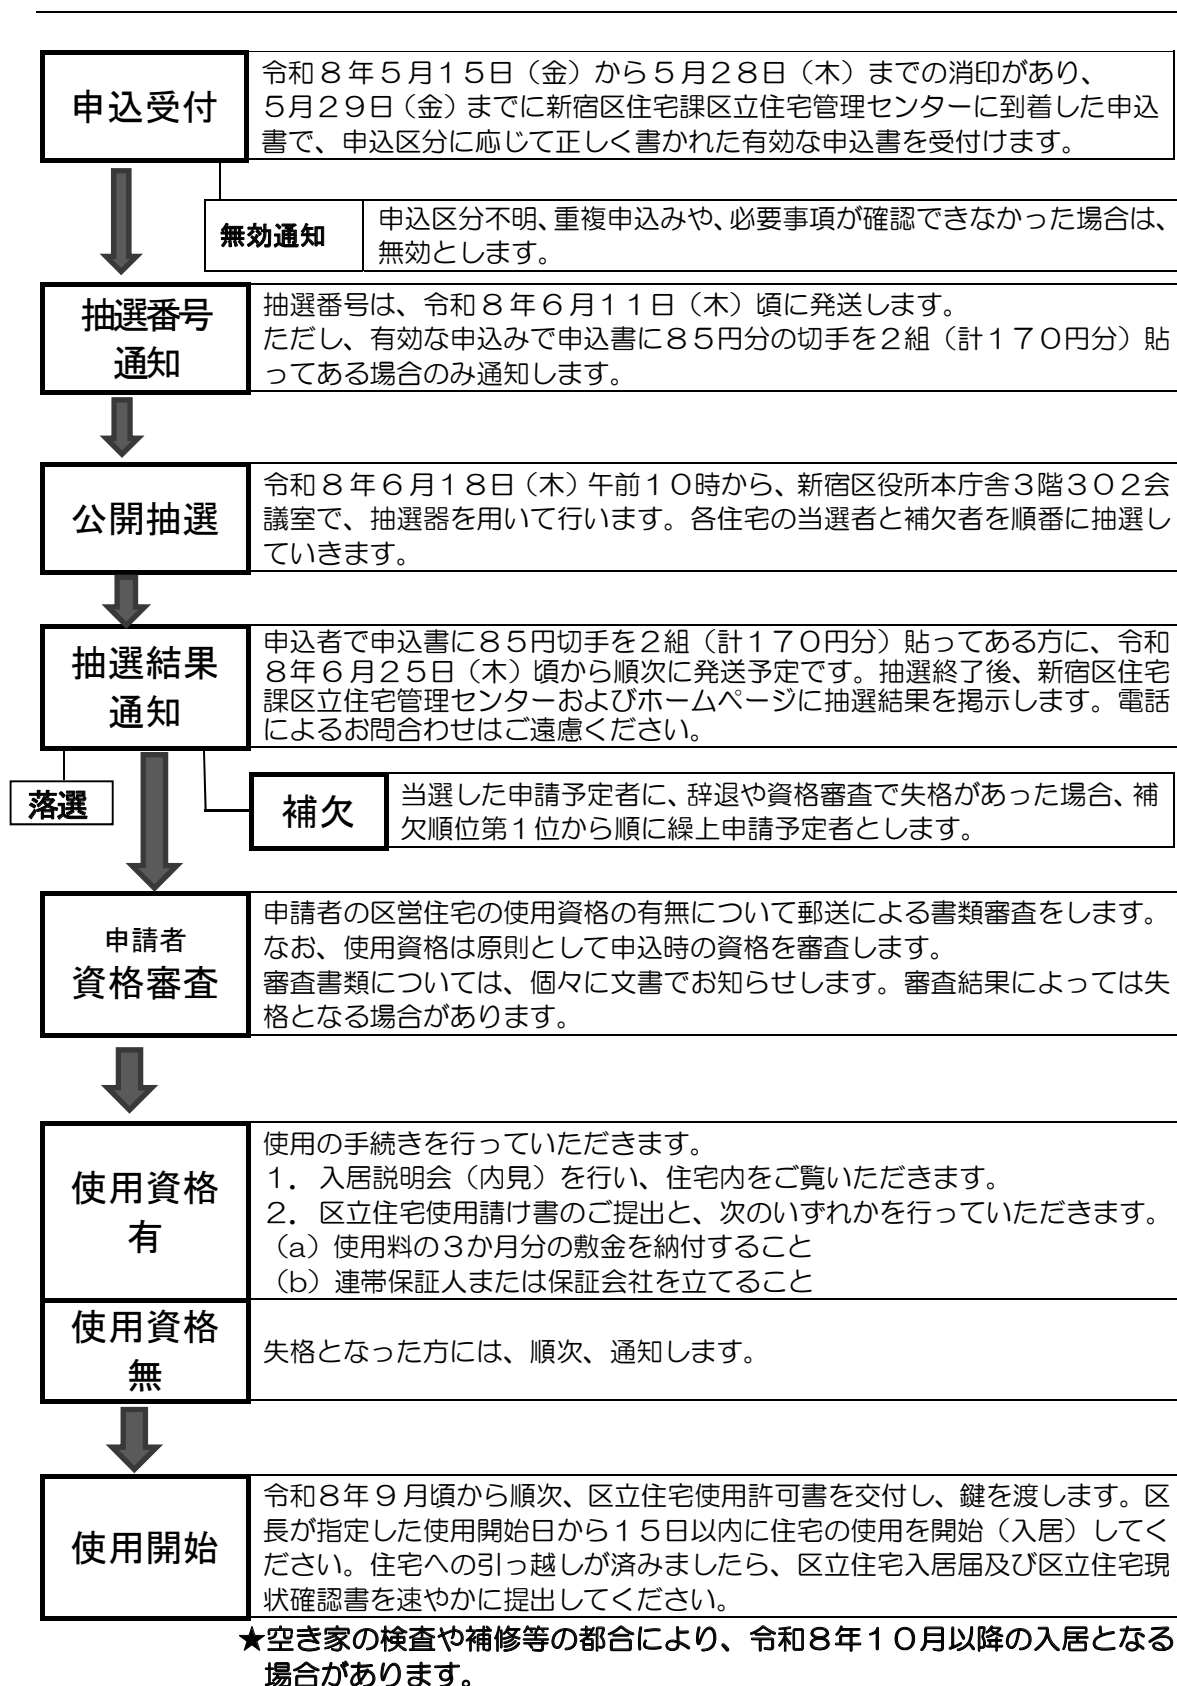 申込受付
令和８年５月１５日（金）から５月２８日（木）までの消印があり、
５月２９日（金）までに新宿区住宅課区立住宅管理センターに到着した申込
書で、申込区分に応じて正しく書かれた有効な申込書を受付けます。
無効通知
申込区分不明、重複申込みや、必要事項が確認できなかった場合は、
無効とします。
抽選番号
通知
抽選番号は、令和８年６月１１日（木）頃に発送します。
ただし、有効な申込みで申込書に８５円分の切手を２組（計１７０円分）貼
ってある場合のみ通知します。
公開抽選
令和８年６月１８日（木）午前１０時から、新宿区役所本庁舎３階３０２会
議室で、抽選器を用いて行います。各住宅の当選者と補欠者を順番に抽選し
ていきます。
抽選結果
通知
申込者で申込書に８５円切手を２組（計１７０円分）貼ってある方に、令和
８年６月２５日（木）頃から順次に発送予定です。抽選終了後、新宿区住宅
課区立住宅管理センターおよびホームページに抽選結果を掲示します。電話
によるお問合わせはご遠慮ください。
落選
補欠
当選した申請予定者に、辞退や資格審査で失格があった場合、補
欠順位第１位から順に繰上申請予定者とします。
申請者
資格審査
申請者の区営住宅の使用資格の有無について郵送による書類審査をします。
なお、使用資格は原則として申込時の資格を審査します。
審査書類については、個々に文書でお知らせします。審査結果によっては失
格となる場合があります。
使用資格
有
使用の手続きを行っていただきます。
１．入居説明会（内見）を行い、住宅内をご覧いただきます。
２．区立住宅使用請け書のご提出と、次のいずれかを行っていただきます。
（a）使用料の３か月分の敷金を納付すること
（b）連帯保証人または保証会社を立てること
使用資格
無
失格となった方には、順次、通知します。
使用開始
令和８年９月頃から順次、区立住宅使用許可書を交付し、鍵を渡します。区
長が指定した使用開始日から１５日以内に住宅の使用を開始（入居）してく
ださい。住宅への引っ越しが済みましたら、区立住宅入居届及び区立住宅現
状確認書を速やかに提出してください。
★空き家の検査や補修等の都合により、令和８年１０月以降の入居となる
場合があります。